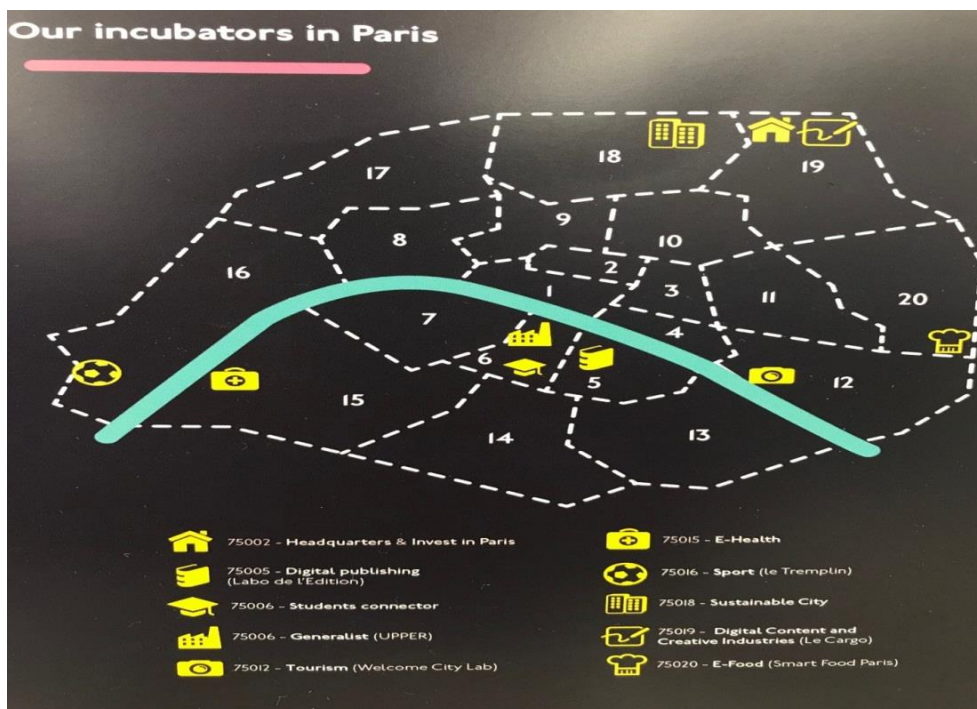 Our incubators in Paris
18
19
17
9
8
10
2
16
1
3
11
20
7
4
6
5
12
15
14
13
75002 - Headquarters & Invest in Paris
75005 - Digital publishing
(Labo de l'Edition)
75006 - Students connector
75006 - Generalist (UPPER)
75012 - Tourism (Welcome City Lab)
75015 - E-Health
75016 - Sport (le Tremplin)
75018 - Sustainable City
75019 - Digital Content and
Creative Industries (Le Cargo)
75020 - E-Food (Smart Food Paris)